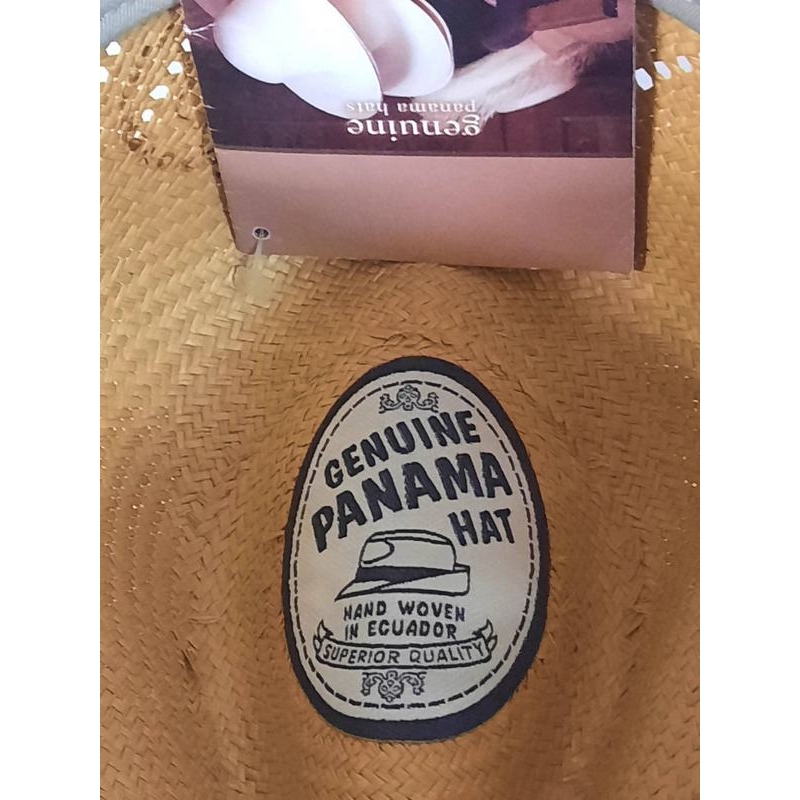 genuine
panama hats
GENUINE
PANAMA
HAT
HAND WOVEN
IN ECUADOR
SUPERIOR QUALITY